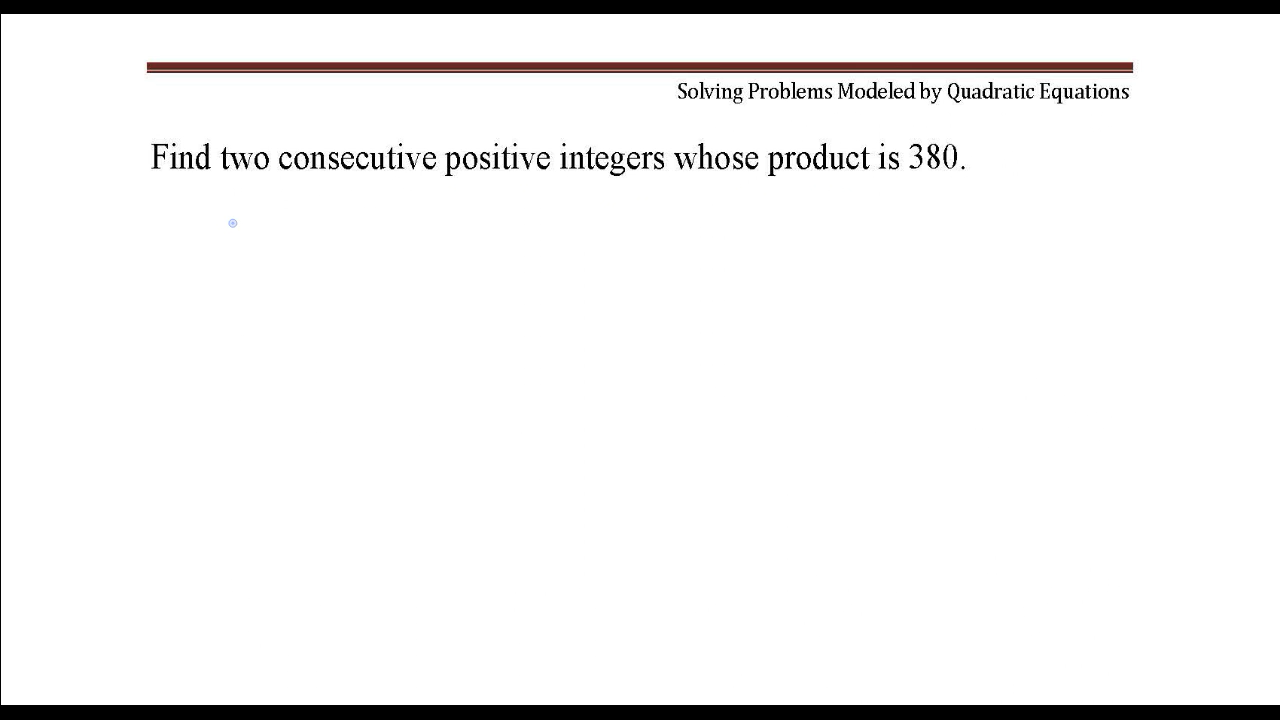 Solving Problems Modeled by Quadratic Equations
Find two consecutive positive integers whose product is 380.